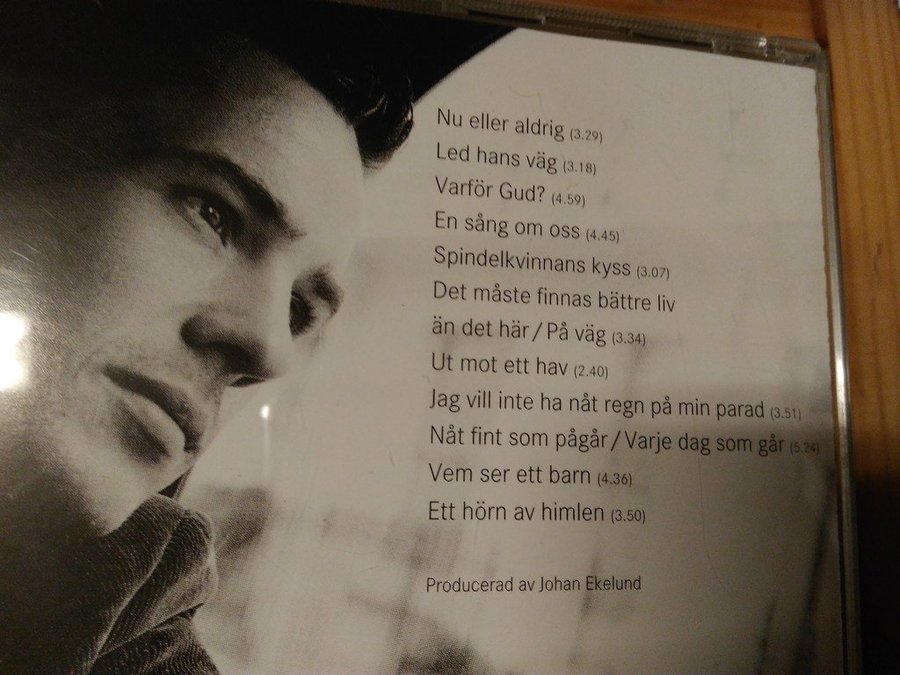 Nu eller aldrig (3.29)
Led hans väg (3.18)
Varför Gud? (4.59)
En sång om oss (4.45)
Spindelkvinnans kyss (3.07)
Det måste finnas bättre liv
än det här / På väg (3.34)
Ut mot ett hav (2.40)
Jag vill inte ha nåt regn på min parad (3.51)
Nåt fint som pågår / Varje dag som går (5.24)
Vem ser ett barn (4.36)
Ett hörn av himlen (3.50)
Producerad av Johan Ekelund